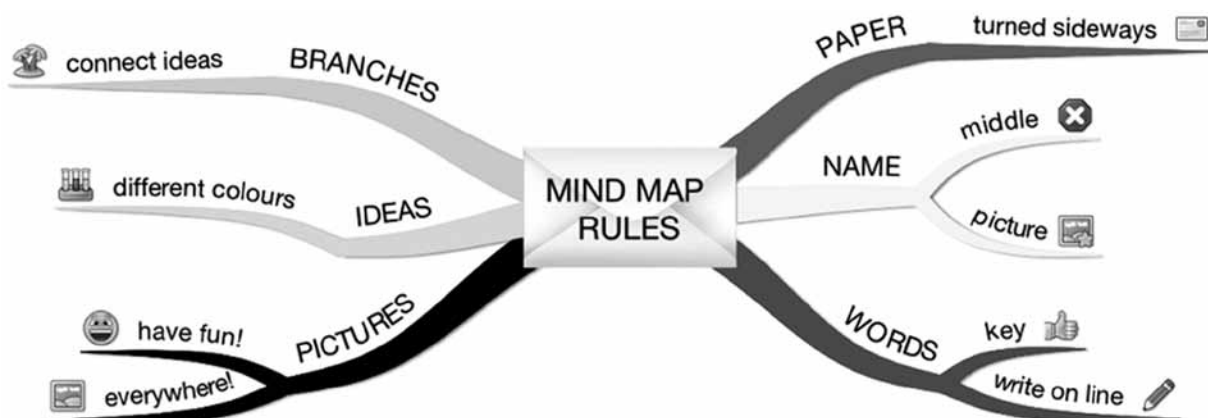 MIND MAP
RULES
PAPER
turned sideways
NAME
middle
picture
WORDS
key
write on line
BRANCHES
connect ideas
IDEAS
different colours
PICTURES
have fun!
everywhere!